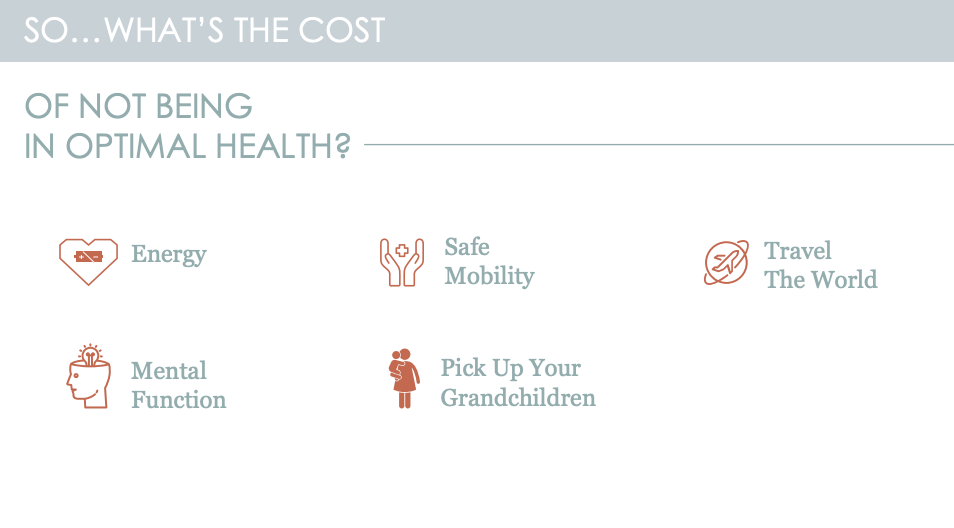 SO...WHAT'S THE COST
OF NOT BEING
IN OPTIMAL HEALTH?
Energy
Safe
Mobility
Travel
The World
Mental
Function
Pick Up Your
Grandchildren